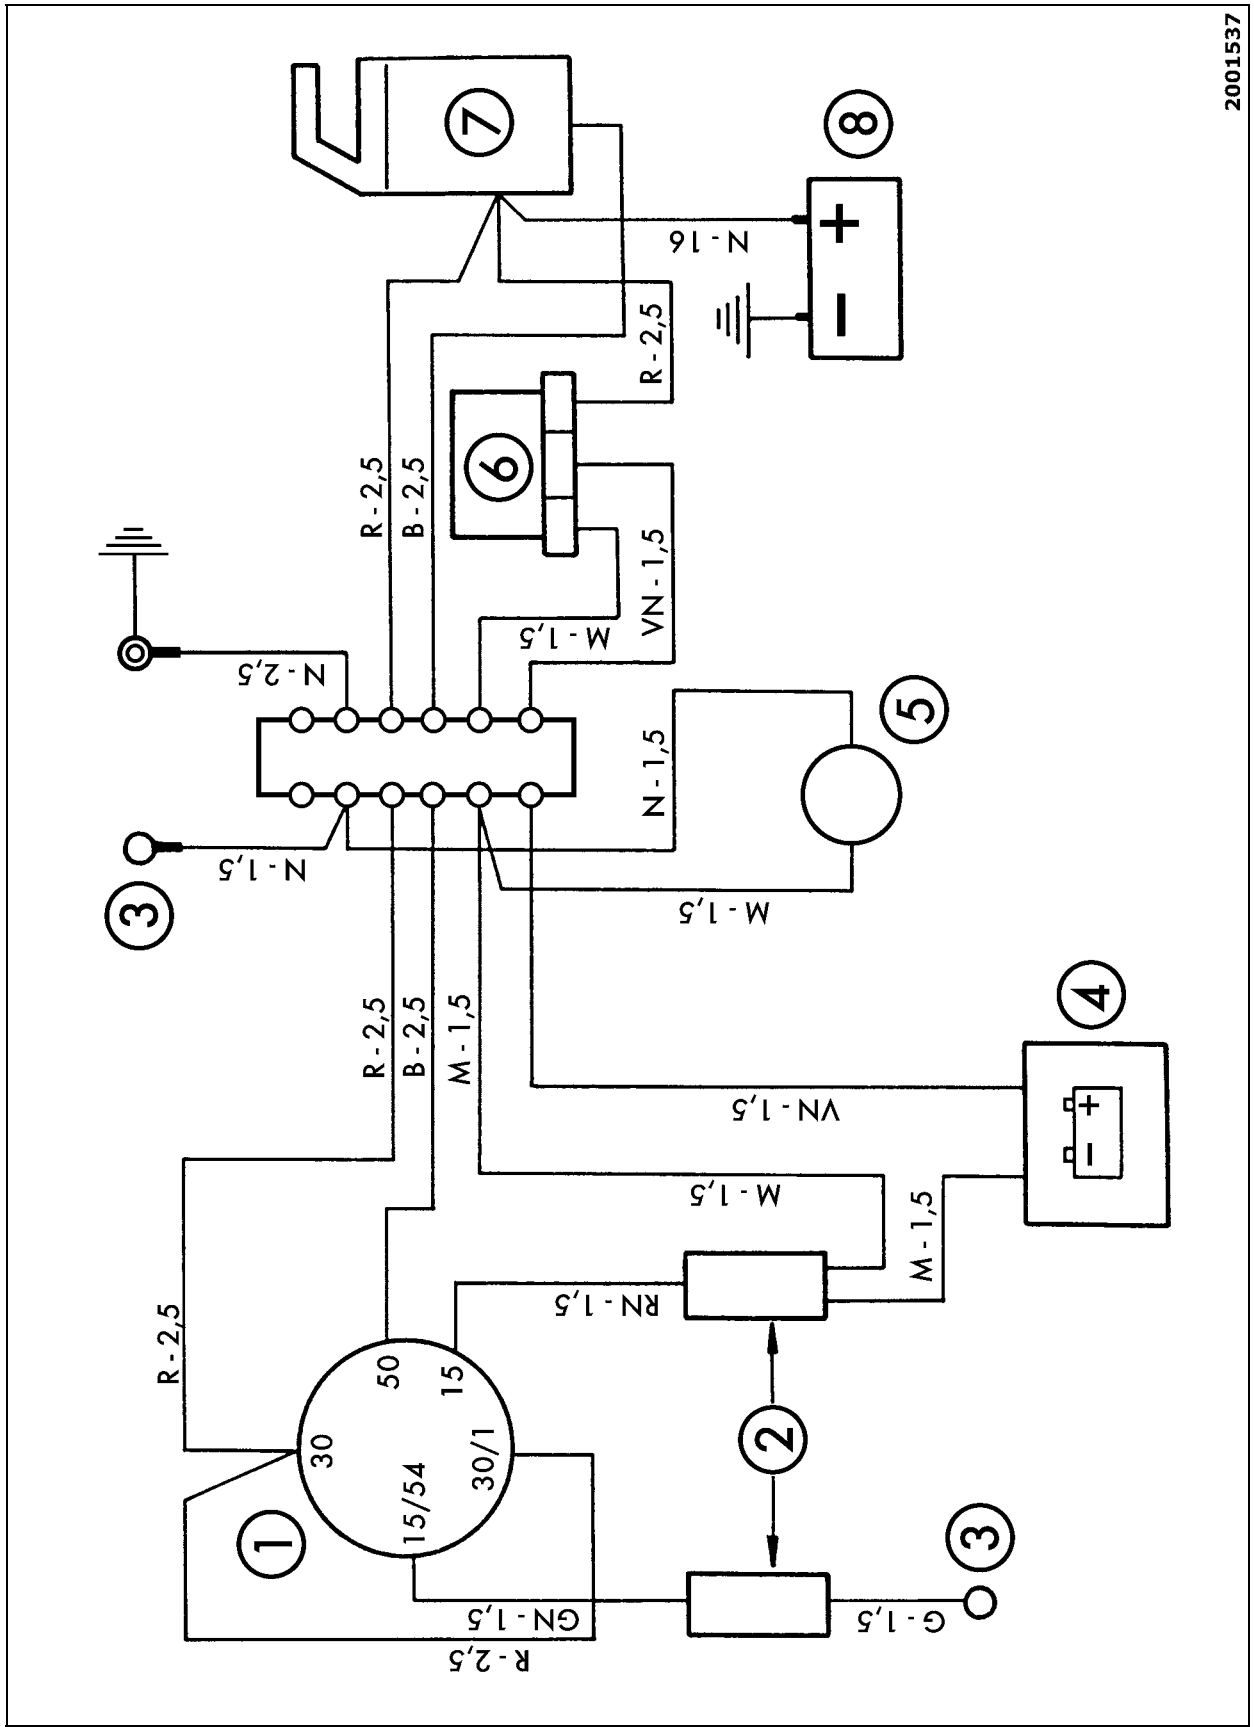 2001537
7
8
+
−
N - 16
R - 2,5
R - 2,5
B - 2,5
6
M - 1,5
VN - 1,5
N - 2,5
5
N - 1,5
N - 1,5
3
M - 1,5
R - 2,5
B - 2,5
M - 1,5
4
+
−
VN - 1,5
M - 1,5
M - 1,5
R - 2,5
RN - 1,5
50
15
30
30/1
15/54
1
2
3
GN - 1,5
G - 1,5
R - 2,5